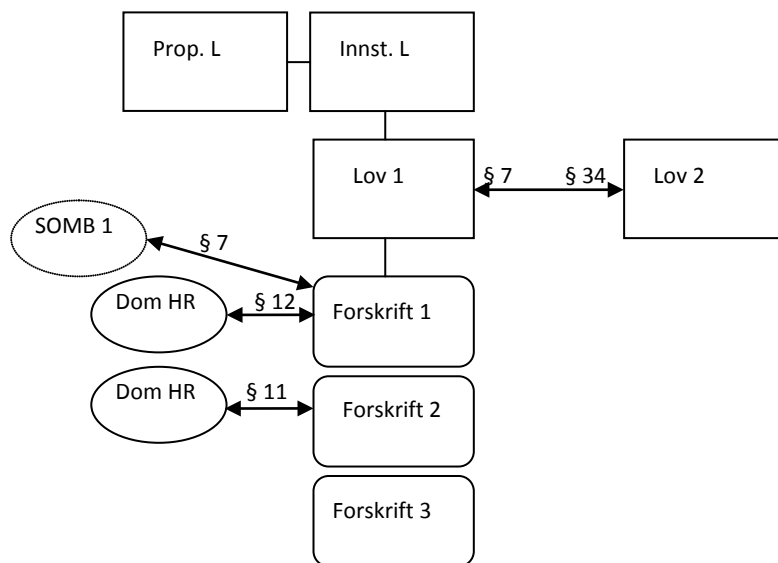 Prop. L
Innst. L
Lov 1
§ 7
§ 34
Lov 2
SOMB 1
§ 7
Dom HR
§ 12
Forskrift 1
Dom HR
§ 11
Forskrift 2
Forskrift 3